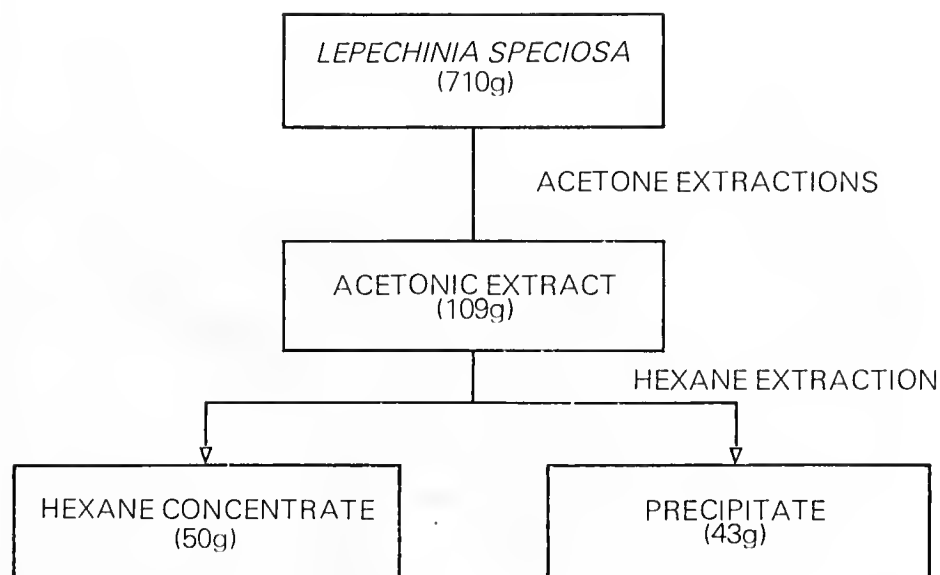 LEPECHINIA SPECIOSA
(710g)
ACETONE EXTRACTIONS
ACETONIC EXTRACT
(109g)
HEXANE EXTRACTION
HEXANE CONCENTRATE
(50g)
PRECIPITATE
(43g)